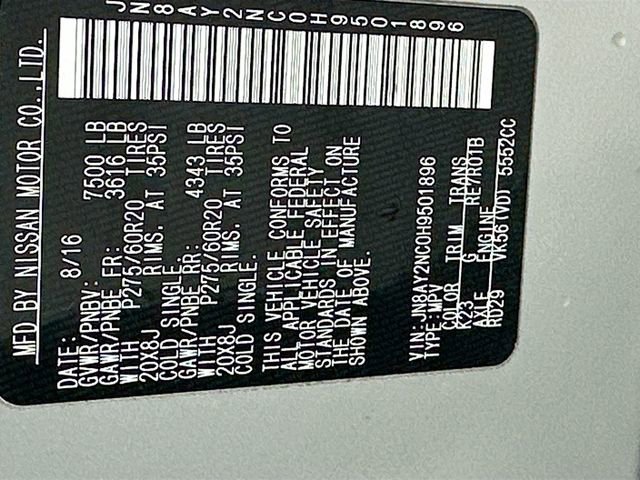 MFD BY NISSAN MOTOR CO.,LTD.
DATE: 8/16
GVWR/PNBV: 7500 LB
GAWR/PNBE FR: 3616 LB
WITH P275/60R20 TIRES
20X8J RIMS, AT 35PSI
COLD SINGLE.
GAWR/PNBE RR: 4343 LB
WITH P275/60R20 TIRES
20X8J RIMS, AT 35PSI
COLD SINGLE.
THIS VEHICLE CONFORMS TO
ALL APPLICABLE FEDERAL
MOTOR VEHICLE SAFETY
STANDARDS IN EFFECT ON
THE DATE OF MANUFACTURE
SHOWN ABOVE.
VIN:JN8AY2NC0H9501896
TYPE:MPV
COLOR TRIM TRANS
K23 G RE7R01B
AXLE ENGINE
RD29 VK56(VD) 5552CC
JN8AY2NC0H9501896